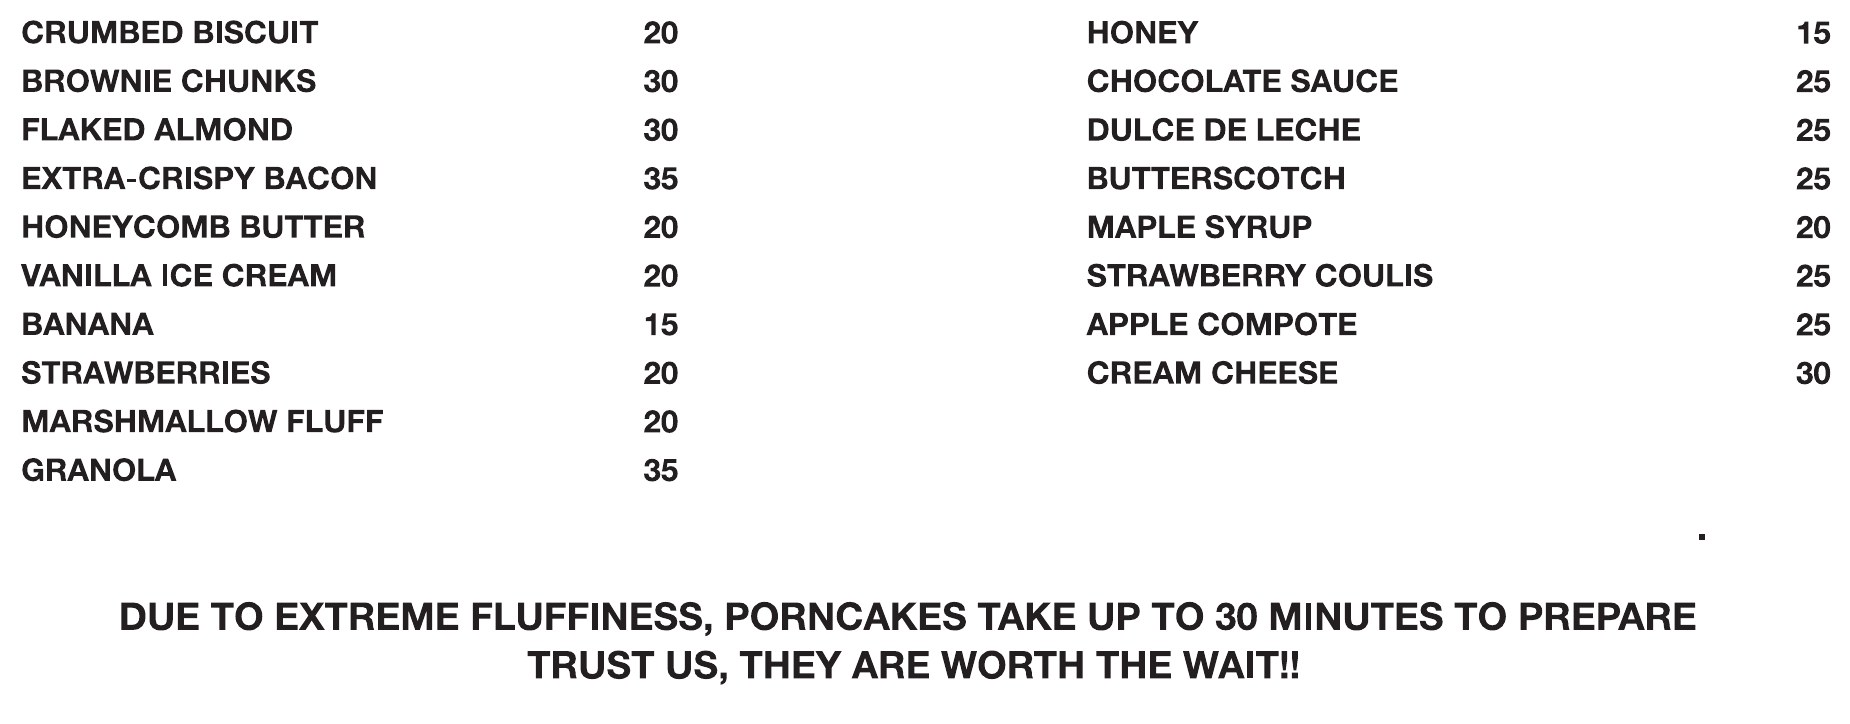 CRUMBED BISCUIT 20
BROWNIE CHUNKS 30
FLAKED ALMOND 30
EXTRA-CRISPY BACON 35
HONEYCOMB BUTTER 20
VANILLA ICE CREAM 20
BANANA 15
STRAWBERRIES 20
MARSHMALLOW FLUFF 20
GRANOLA 35
HONEY 15
CHOCOLATE SAUCE 25
DULCE DE LECHE 25
BUTTERSCOTCH 25
MAPLE SYRUP 20
STRAWBERRY COULIS 25
APPLE COMPOTE 25
CREAM CHEESE 30
.
DUE TO EXTREME FLUFFINESS, PORNCAKES TAKE UP TO 30 MINUTES TO PREPARE
TRUST US, THEY ARE WORTH THE WAIT!!